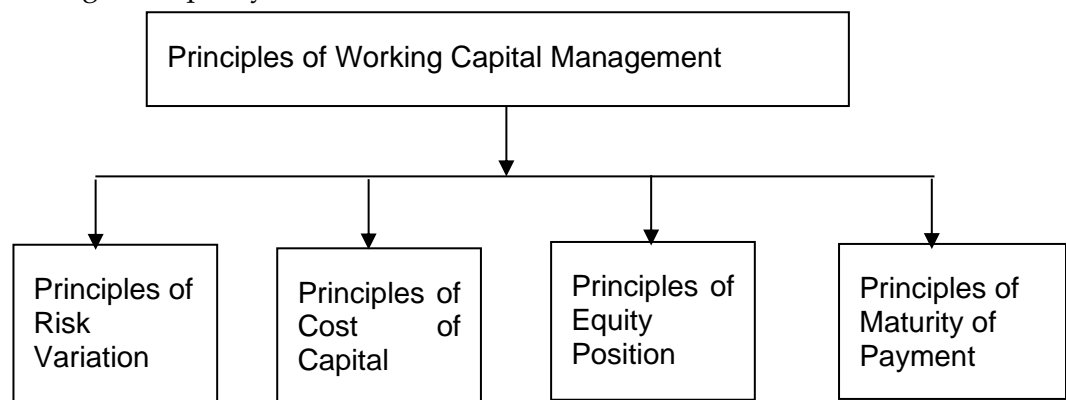 Principles of Working Capital Management
Principles of
Risk
Variation
Principles of
Cost of
Capital
Principles of
Equity
Position
Principles of
Maturity of
Payment